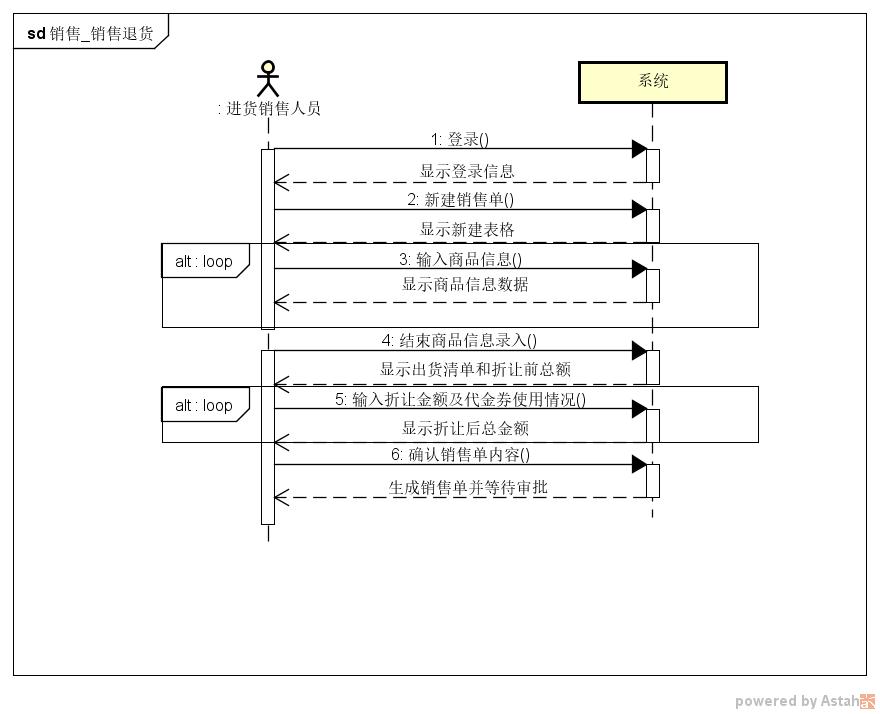 sd 销售_销售退货
: 进货销售人员
系统
1: 登录()
显示登录信息
2: 新建销售单()
显示新建表格
alt : loop
3: 输入商品信息()
显示商品信息数据
4: 结束商品信息录入()
显示出货清单和折让前总额
alt : loop
5: 输入折让金额及代金券使用情况()
显示折让后总金额
6: 确认销售单内容()
生成销售单并等待审批
powered by Astah